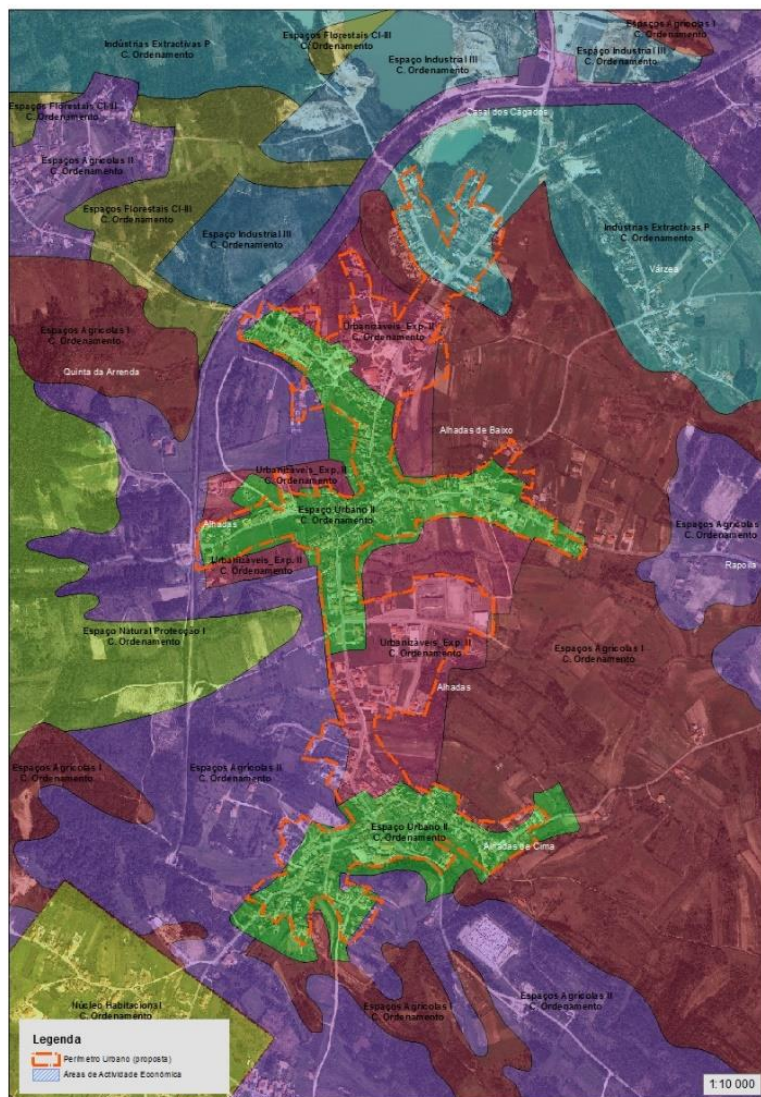 Espaços Florestais CI-III
C. Ordenamento
Espaços Agrícolas I
C. Ordenamento
Indústrias Extractivas P
C. Ordenamento
Espaço Industrial III
C. Ordenamento
Espaço Industrial III
C. Ordenamento
Espaços Florestais CI-III
C. Ordenamento
Casal dos Cágados
Espaços Agrícolas II
C. Ordenamento
Espaços Florestais CI-III
C. Ordenamento
Espaço Industrial III
C. Ordenamento
Indústrias Extractivas P
C. Ordenamento
Várzea
Espaços Agrícolas I
C. Ordenamento
Urbanizáveis_Exp. II
C. Ordenamento
Quinta da Arrenda
Alhadas de Baixo
Urbanizáveis_Exp. II
C. Ordenamento
Espaço Urbano II
C. Ordenamento
Alhadas
Espaços Agrícolas
C. Ordenamento
Urbanizáveis_Exp. II
C. Ordenamento
Rapoila
Espaço Natural Protecção I
C. Ordenamento
Urbanizáveis_Exp. II
C. Ordenamento
Espaços Agrícolas I
C. Ordenamento
Alhadas
Espaços Agrícolas I
C. Ordenamento
Espaços Agrícolas II
C. Ordenamento
Espaço Urbano II
C. Ordenamento
Alhadas de Cima
Núcleo Habitacional
C. Ordenamento
Espaços Agrícolas I
C. Ordenamento
Espaços Agrícolas II
C. Ordenamento
Legenda
Perímetro Urbano (proposta)
Áreas de Actividade Económica
1:10 000